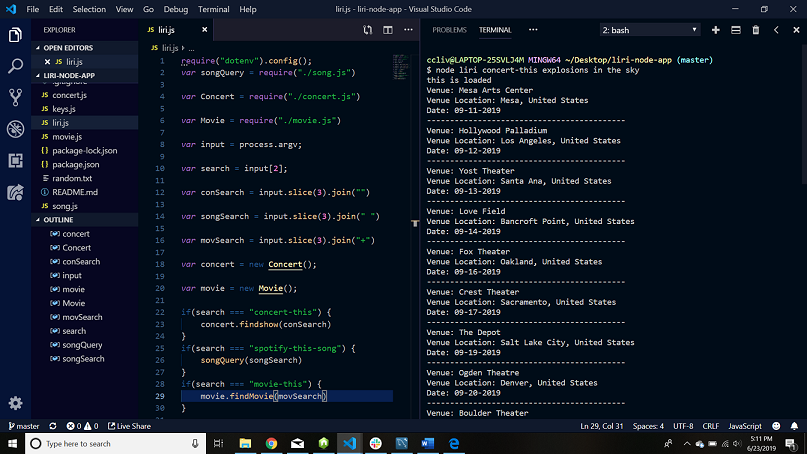 File Edit Selection View Go Debug Terminal Help
liri.js - liri-node-app - Visual Studio Code
EXPLORER
OPEN EDITORS
liri.js
LIRI-NODE-APP
concert.js
keys.js
liri.js
movie.js
package-lock.json
package.json
random.txt
README.md
song.js
OUTLINE
concert
Concert
conSearch
input
movie
Movie
movSearch
search
songQuery
songSearch
liri.js
liri.js > ...
1 require("dotenv").config();
2 var songQuery = require("./song.js")
3
4 var Concert = require("./concert.js")
5
6 var Movie = require("./movie.js")
7
8 var input = process.argv;
9
10 var search = input[2];
11
12 var conSearch = input.slice(3).join("")
13
14 var songSearch = input.slice(3).join(" ")
15
16 var movSearch = input.slice(3).join("+")
17
18 var concert = new Concert();
19
20 var movie = new Movie();
21
22 if(search === "concert-this") {
23 concert.findshow(conSearch)
24 }
25 if(search === "spotify-this-song") {
26 songQuery(songSearch)
27 }
28 if(search === "movie-this") {
29 movie.findMovie(movSearch)
30 }
PROBLEMS TERMINAL ... 2: bash
ccliv@LAPTOP-25SVLJ4M MINGW64 ~/Desktop/liri-node-app (master)
$ node liri concert-this explosions in the sky
this is loaded
Venue: Mesa Arts Center
Venue Location: Mesa, United States
Date: 09-11-2019
-------------------------------------------
Venue: Hollywood Palladium
Venue Location: Los Angeles, United States
Date: 09-12-2019
-------------------------------------------
Venue: Yost Theater
Venue Location: Santa Ana, United States
Date: 09-13-2019
-------------------------------------------
Venue: Love Field
Venue Location: Bancroft Point, United States
Date: 09-14-2019
-------------------------------------------
Venue: Fox Theater
Venue Location: Oakland, United States
Date: 09-16-2019
-------------------------------------------
Venue: Crest Theater
Venue Location: Sacramento, United States
Date: 09-17-2019
-------------------------------------------
Venue: The Depot
Venue Location: Salt Lake City, United States
Date: 09-19-2019
-------------------------------------------
Venue: Ogden Theatre
Venue Location: Denver, United States
Date: 09-20-2019
-------------------------------------------
Venue: Boulder Theater
master 0 0 Live Share
Ln 29, Col 31 Spaces: 4 UTF-8 CRLF JavaScript
Type here to search
5:11 PM
6/23/2019